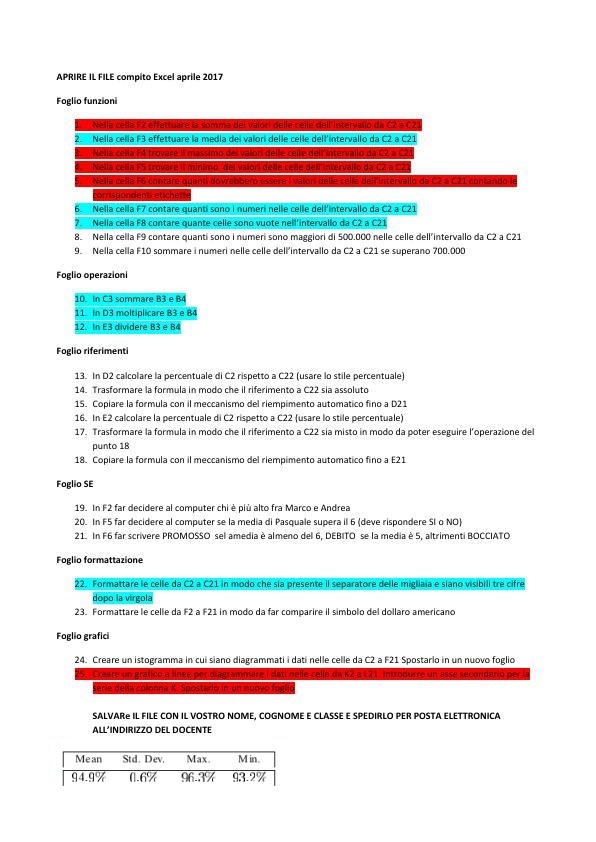 APRIRE IL FILE compito Excel aprile 2017
Foglio funzioni
1. Nella cella F2 effettuare la somma dei valori delle celle dell'intervallo da C2 a C21
2. Nella cella F3 effettuare la media dei valori delle celle dell'intervallo da C2 a C21
3. Nella cella F4 trovare il massimo dei valori delle celle dell'intervallo da C2 a C21
4. Nella cella F5 trovare il minimo dei valori delle celle dell'intervallo da C2 a C21
5. Nella cella F6 contare quanti dovrebbero essere i valori delle celle dell'intervallo da C2 a C21 contando le
corrispondenti etichette
6. Nella cella F7 contare quanti sono i numeri nelle celle dell'intervallo da C2 a C21
7. Nella cella F8 contare quante celle sono vuote nell'intervallo da C2 a C21
8. Nella cella F9 contare quanti sono i numeri sono maggiori di 500.000 nelle celle dell'intervallo da C2 a C21
9. Nella cella F10 sommare i numeri nelle celle dell'intervallo da C2 a C21 se superano 700.000
Foglio operazioni
10. In C3 sommare B3 e B4
11. In D3 moltiplicare B3 e B4
12. In E3 dividere B3 e B4
Foglio riferimenti
13. In D2 calcolare la percentuale di C2 rispetto a C22 (usare lo stile percentuale)
14. Trasformare la formula in modo che il riferimento a C22 sia assoluto
15. Copiare la formula con il meccanismo del riempimento automatico fino a D21
16. In E2 calcolare la percentuale di C2 rispetto a C22 (usare lo stile percentuale)
17. Trasformare la formula in modo che il riferimento a C22 sia misto in modo da poter eseguire l'operazione del
punto 18
18. Copiare la formula con il meccanismo del riempimento automatico fino a E21
Foglio SE
19. In F2 far decidere al computer chi è più alto fra Marco e Andrea
20. In F5 far decidere al computer se la media di Pasquale supera il 6 (deve rispondere SI o NO)
21. In F6 far scrivere PROMOSSO sel amedia è almeno del 6, DEBITO se la media è 5, altrimenti BOCCIATO
Foglio formattazione
22. Formattare le celle da C2 a C21 in modo che sia presente il separatore delle migliaia e siano visibili tre cifre
dopo la virgola
23. Formattare le celle da F2 a F21 in modo da far comparire il simbolo del dollaro americano
Foglio grafici
24. Creare un istogramma in cui siano diagrammati i dati nelle celle da C2 a F21 Spostarlo in un nuovo foglio
25. Creare un grafico a linee per diagrammare i dati nelle celle da K2 a L21. Introdurre un asse secondario per la
serie della colonna K. Spostarlo in un nuovo foglio
SALVARe IL FILE CON IL VOSTRO NOME, COGNOME E CLASSE E SPEDIRLO PER POSTA ELETTRONICA
ALL'INDIRIZZO DEL DOCENTE
Mean Std. Dev. Max. Min.
94.9% 0.6% 96.3% 93.2%